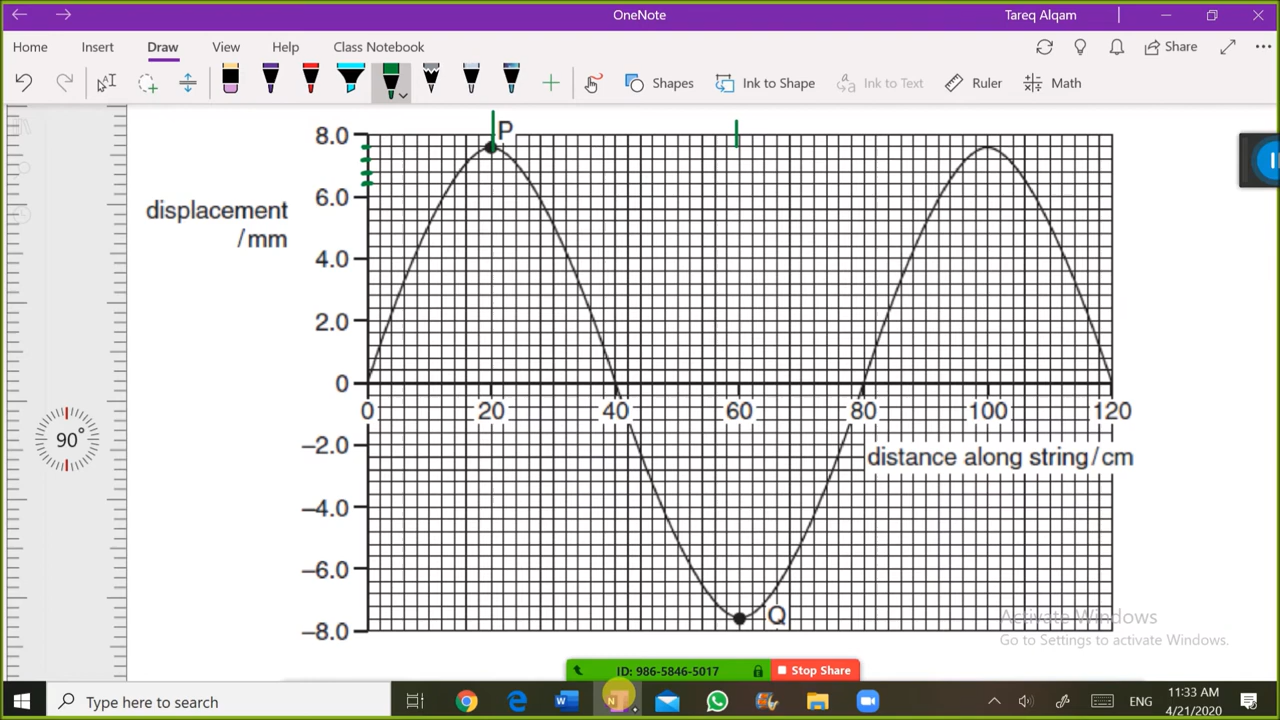 OneNote
Tareq Alqam
Home Insert Draw View Help Class Notebook
Share
Shapes Ink to Shape Ink to Text Ruler Math
8.0
P
6.0
displacement
/mm
4.0
2.0
0
0 20 40 60 80 100 120
–2.0
distance along string/cm
–4.0
–6.0
Q
–8.0
90°
Activate Windows
Go to Settings to activate Windows.
ID: 986-5846-5017 Stop Share
Type here to search
ENG
11:33 AM
4/21/2020